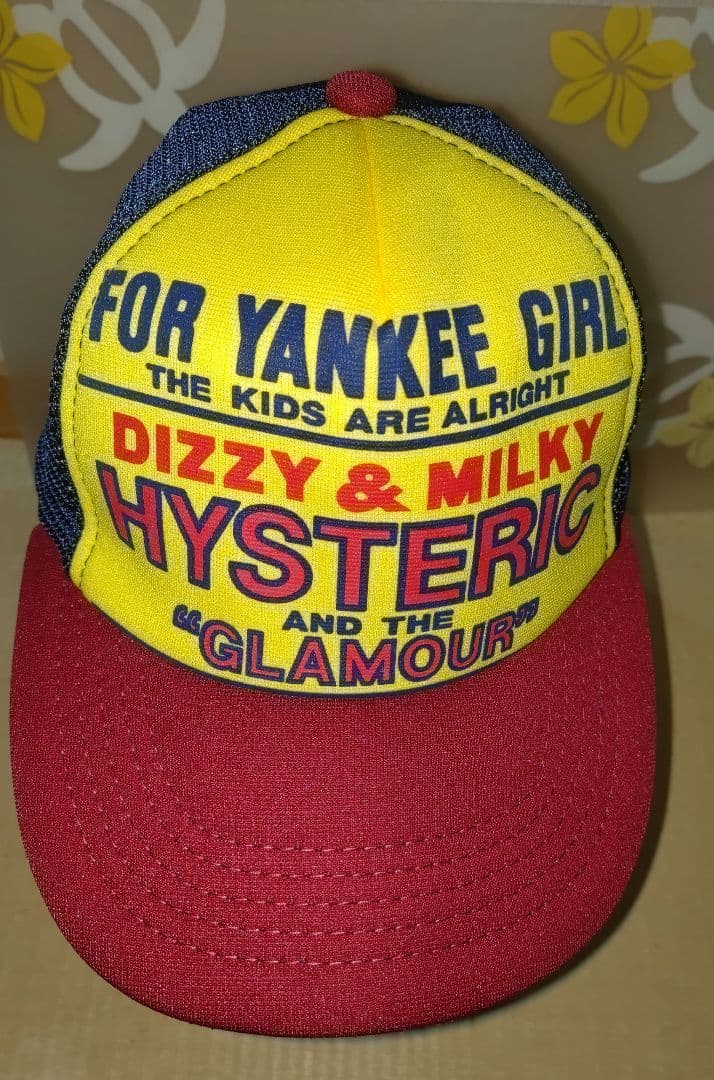 FOR YANKEE GIRL
THE KIDS ARE ALRIGHT
DIZZY & MILKY
HYSTERIC
AND THE
“GLAMOUR”